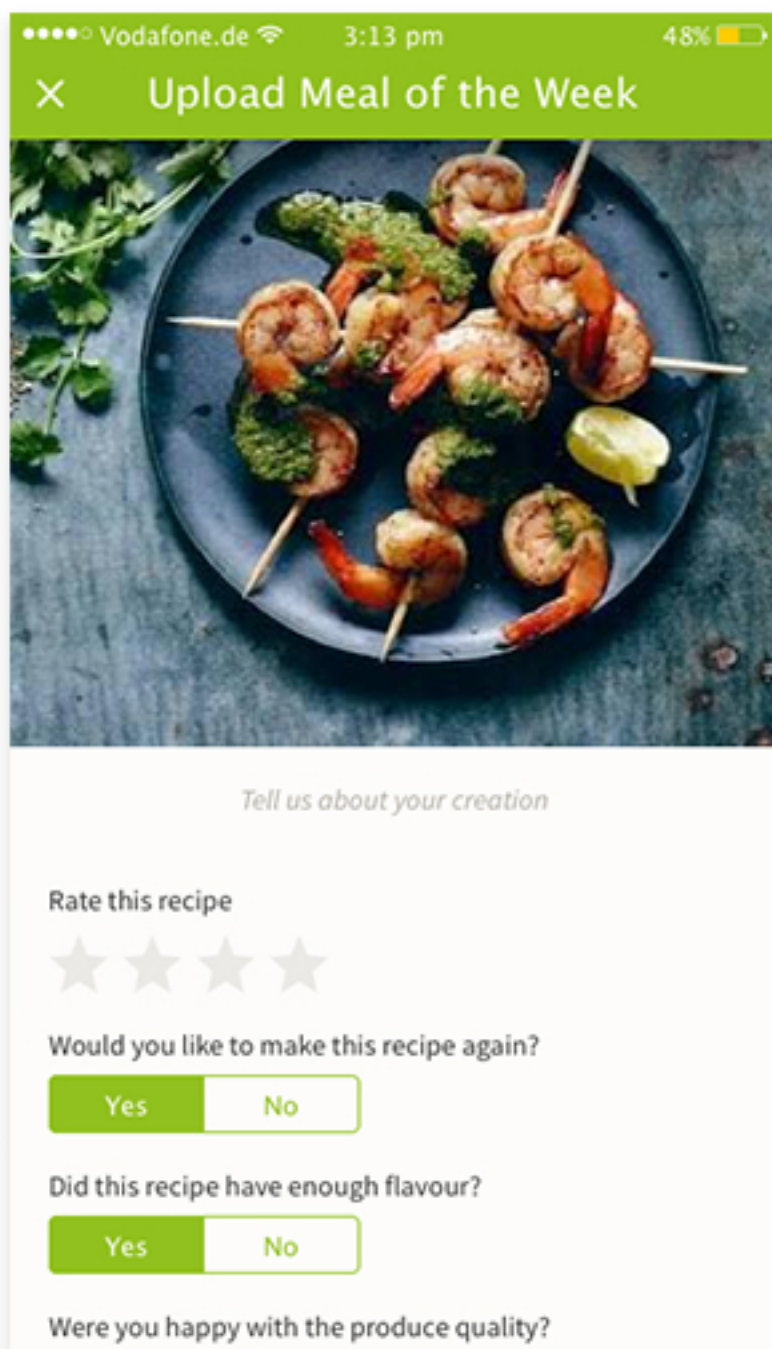 Vodafone.de 3:13 pm 48%
Upload Meal of the Week
Tell us about your creation
Rate this recipe
Would you like to make this recipe again?
Yes No
Did this recipe have enough flavour?
Yes No
Were you happy with the produce quality?